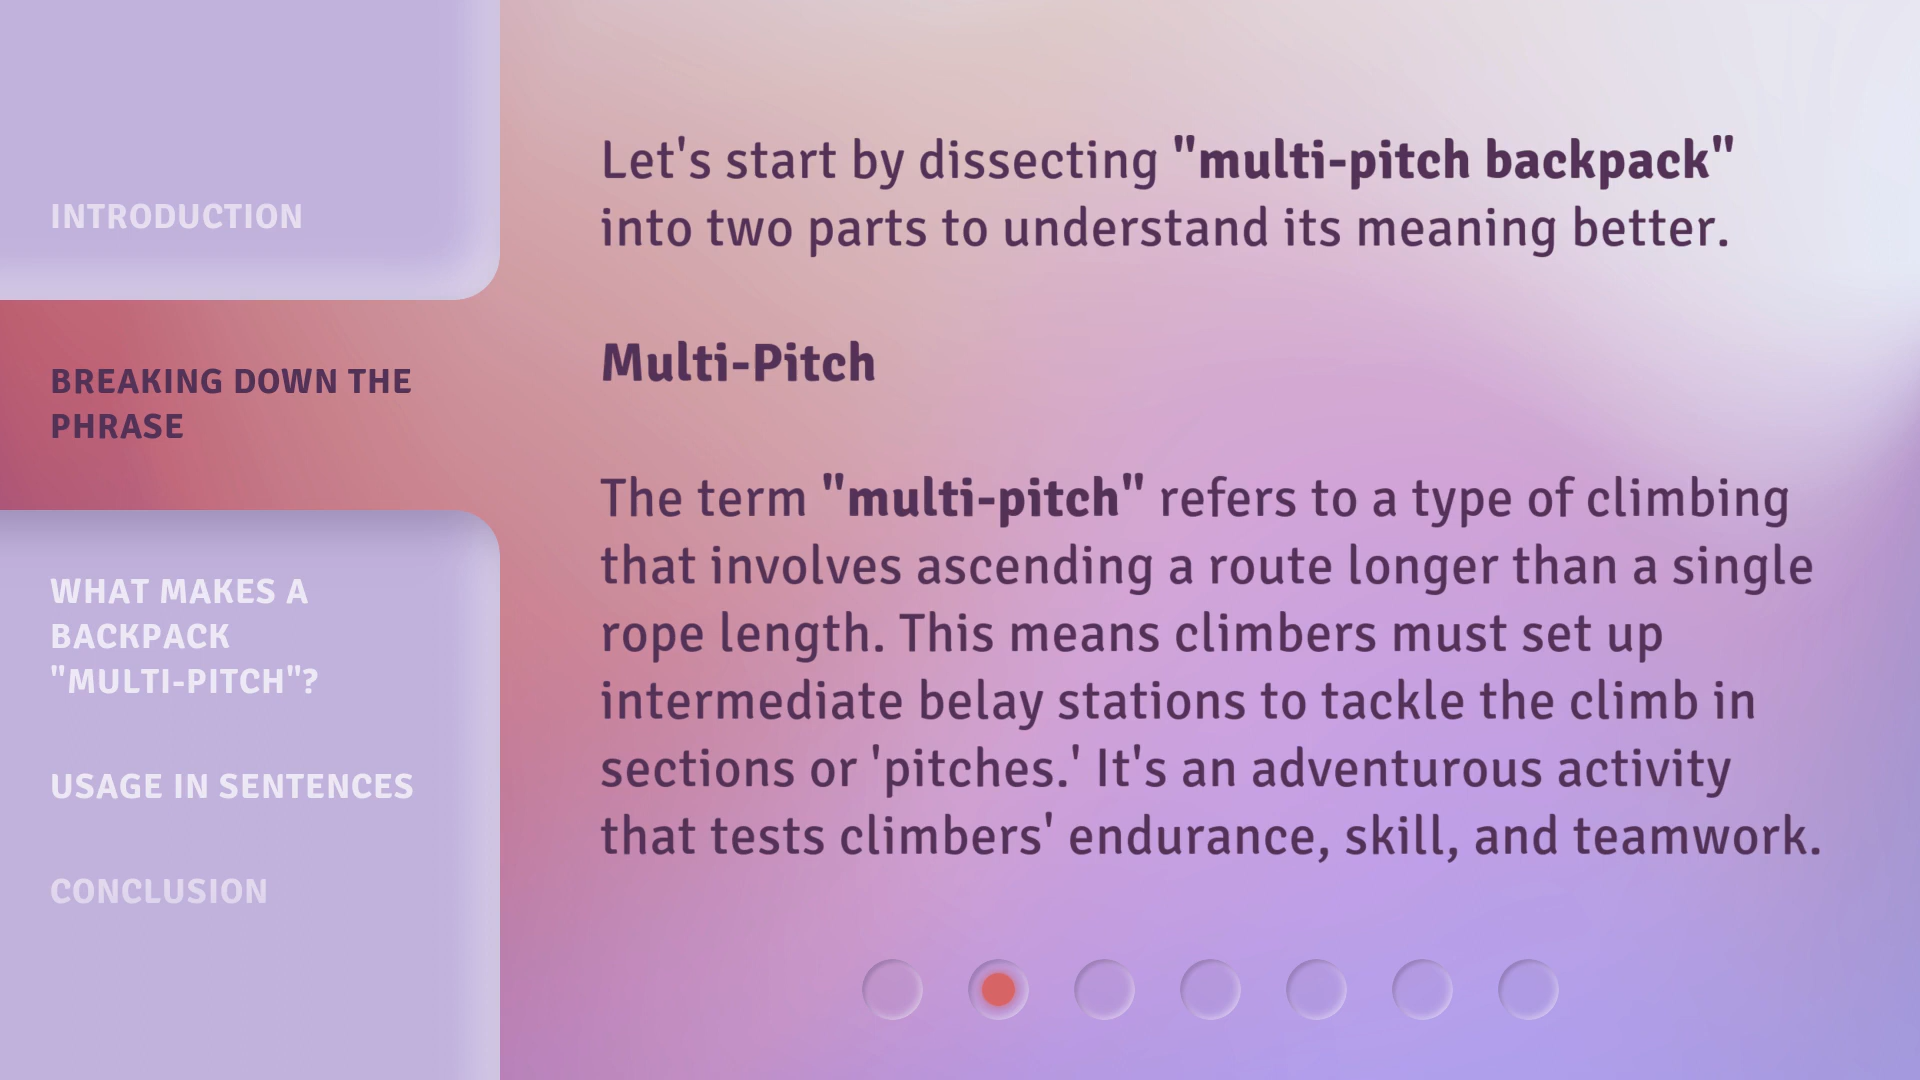 INTRODUCTION
BREAKING DOWN THE
PHRASE
WHAT MAKES A
BACKPACK
"MULTI-PITCH"?
USAGE IN SENTENCES
CONCLUSION
Let's start by dissecting "multi-pitch backpack"
into two parts to understand its meaning better.
Multi-Pitch
The term "multi-pitch" refers to a type of climbing
that involves ascending a route longer than a single
rope length. This means climbers must set up
intermediate belay stations to tackle the climb in
sections or 'pitches.' It's an adventurous activity
that tests climbers' endurance, skill, and teamwork.